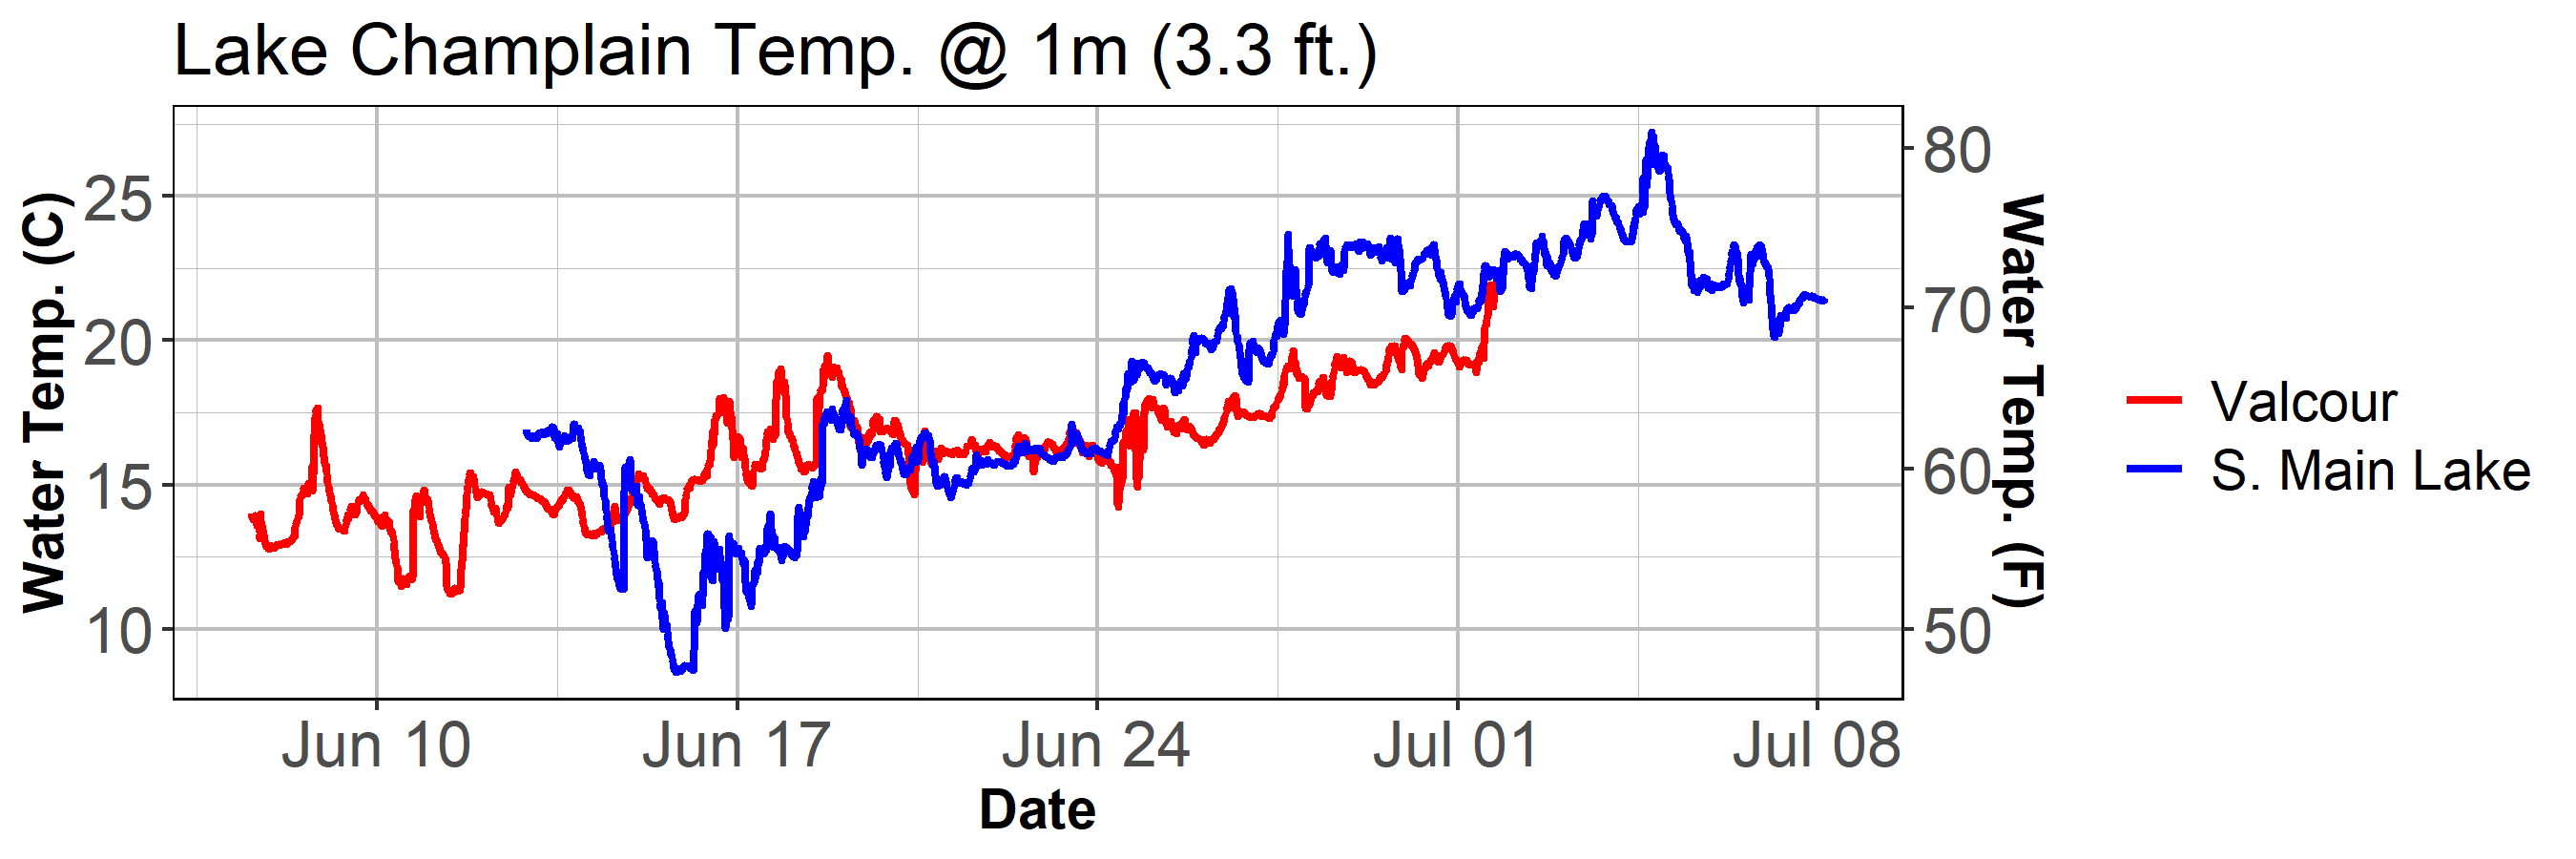 Lake Champlain Temp. @ 1m (3.3 ft.)
Water Temp. (C)
25
20
15
10
80
70
60
50
Water Temp. (F)
Jun 10
Jun 17
Jun 24
Jul 01
Jul 08
Date
Valcour
S. Main Lake